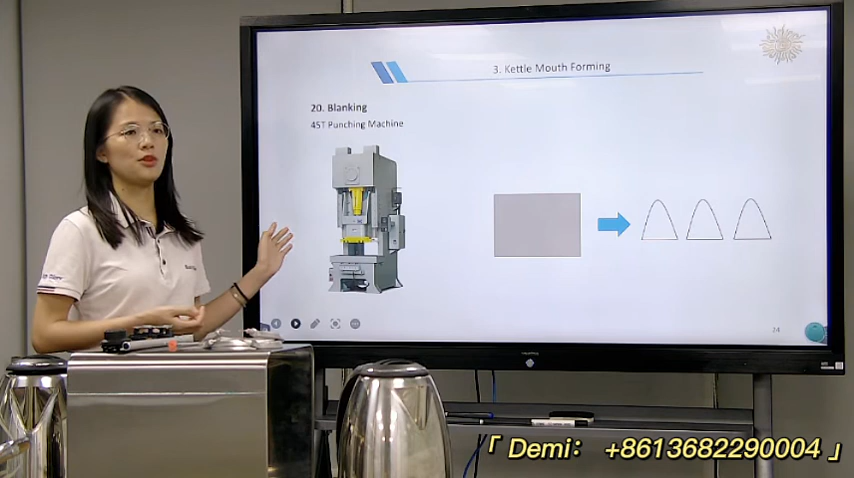 3. Kettle Mouth Forming
20. Blanking
45T Punching Machine
24
「 Demi： +8613682290004 」